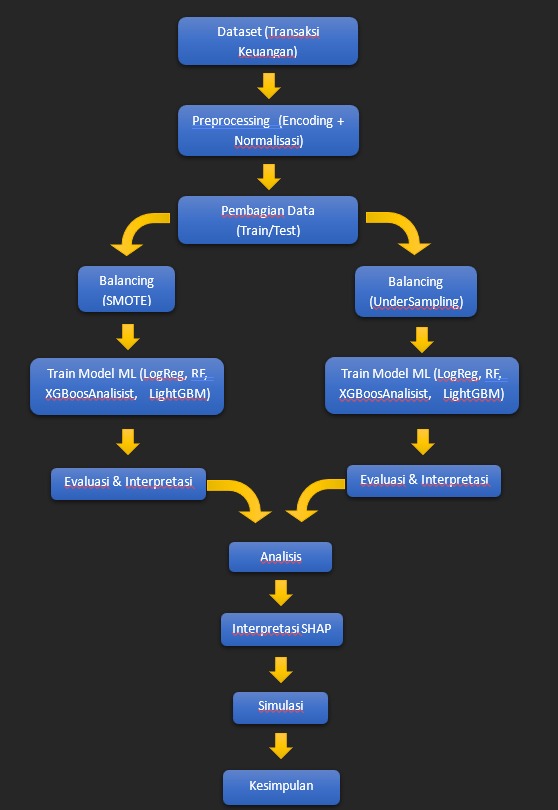 Dataset (Transaksi
Keuangan)
Preprocessing (Encoding +
Normalisasi)
Pembagian Data
(Train/Test)
Balancing
(SMOTE)
Balancing
(UnderSampling)
Train Model ML (LogReg, RF,
XGBoosAnalisist, LightGBM)
Train Model ML (LogReg, RF,
XGBoosAnalisist, LightGBM)
Evaluasi & Interpretasi
Evaluasi & Interpretasi
Analisis
Interpretasi SHAP
Simulasi
Kesimpulan